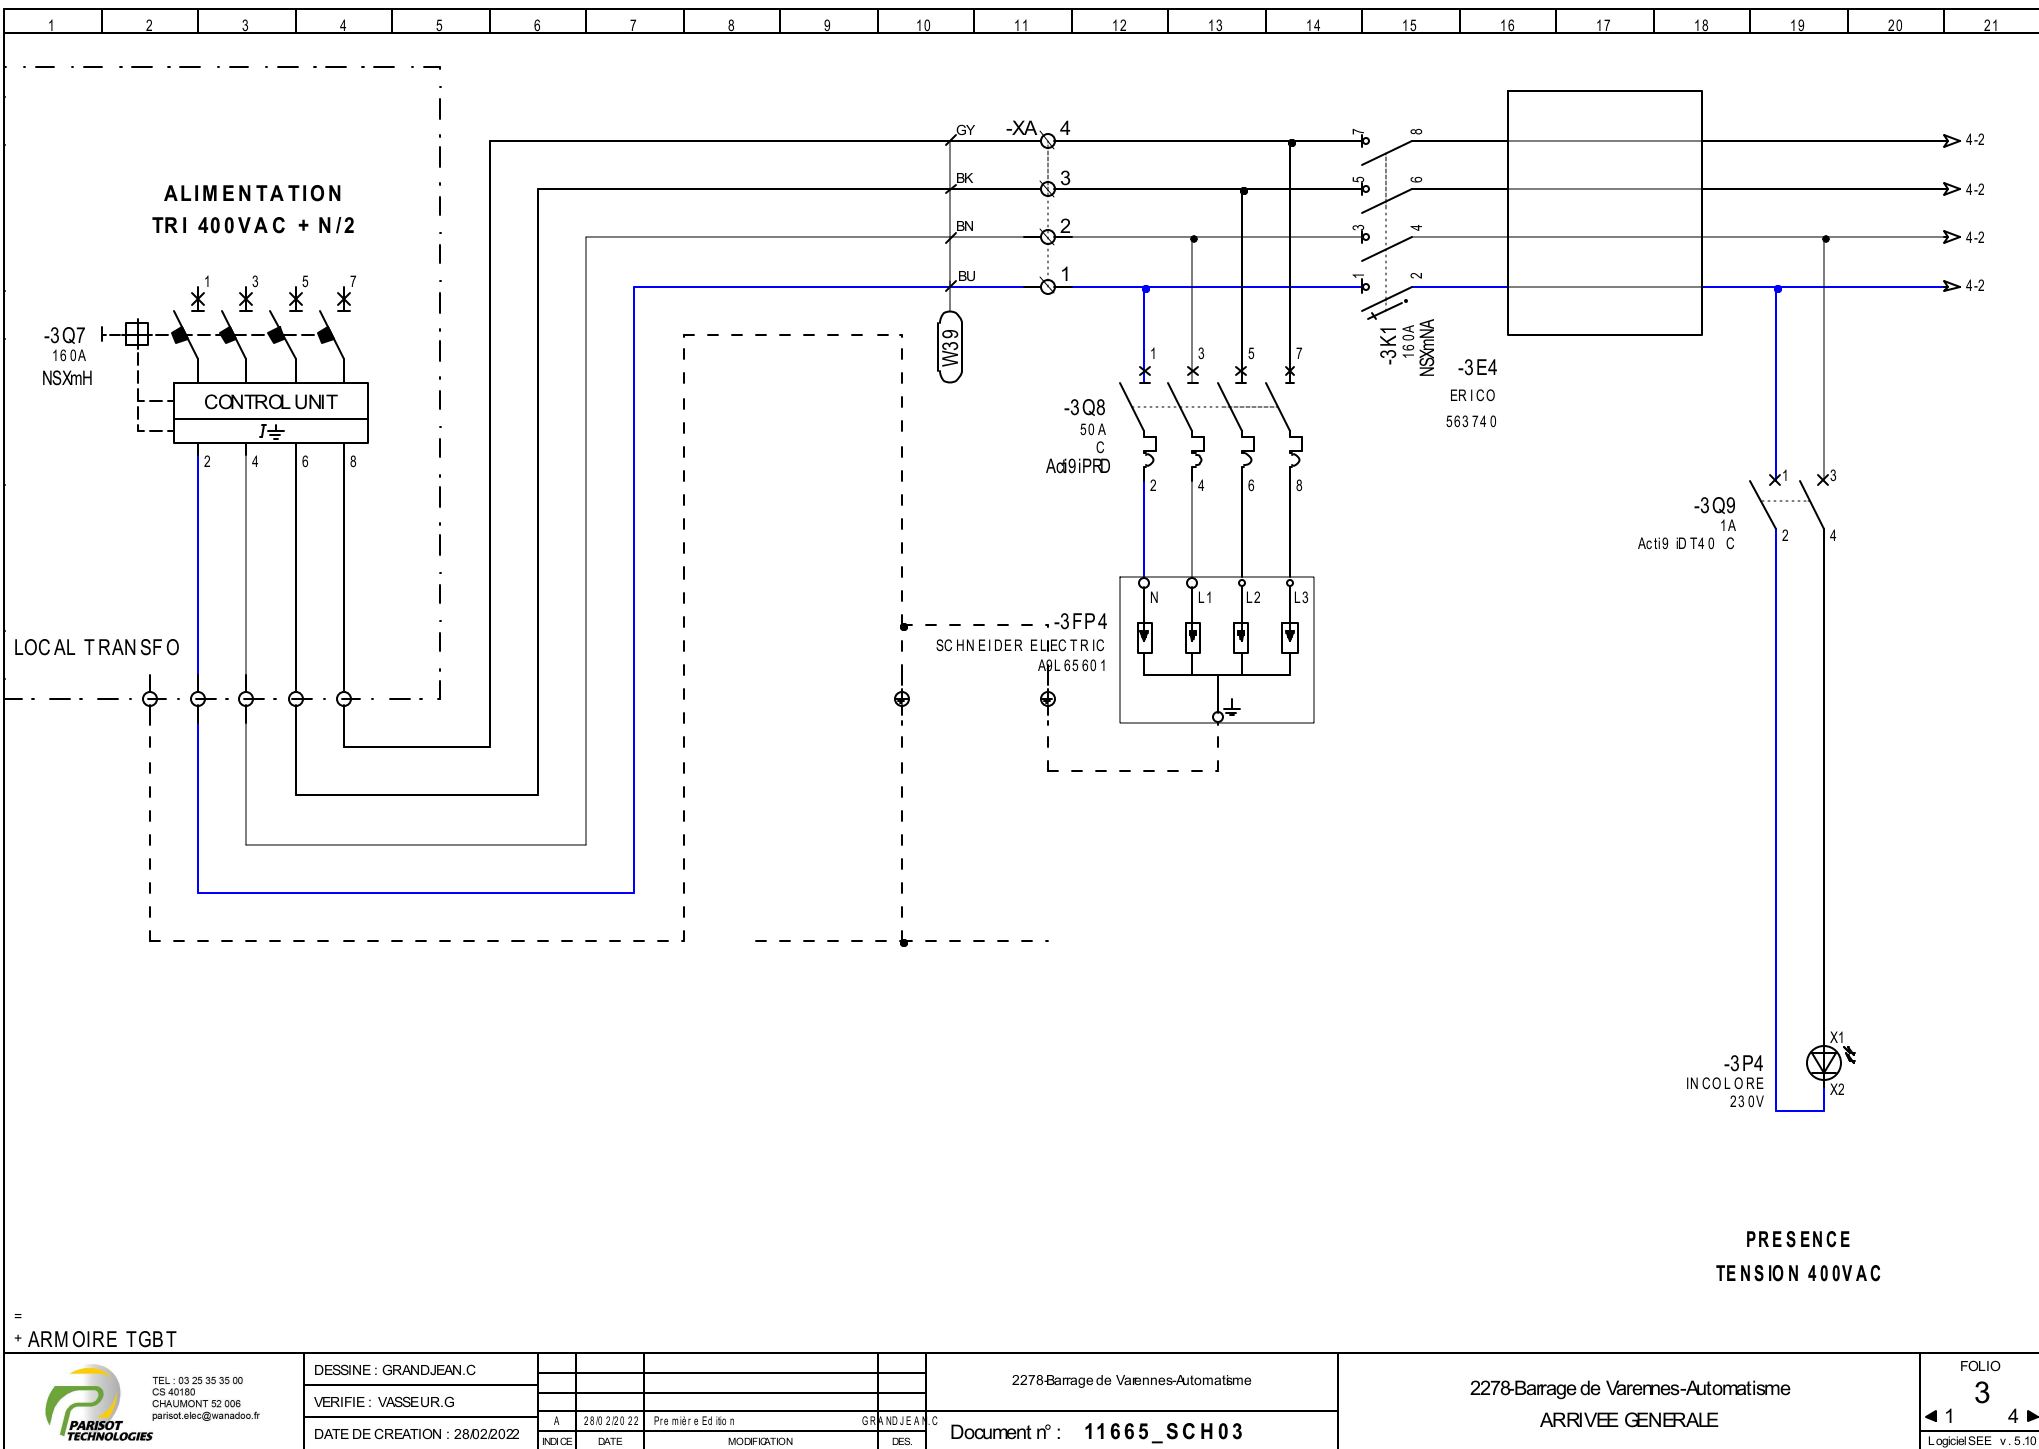 1 2 3 4 5 6 7 8 9 10 11 12 13 14 15 16 17 18 19 20 21
ALIMENTATION
TRI 400VAC + N/2
GY -XA 4
BK 3
BN 2
BU 1
7 8
5 6
3 4
1 2
4-2
4-2
4-2
4-2
W39
-3K1
160A
NSXmNA
-3E4
ERICO
563740
1 3 5 7
-3Q7
160A
NSXmH
CONTROL UNIT
I
2 4 6 8
1 3 5 7
-3Q8
50A
C
Acti9 iPRD
2 4 6 8
1 3
-3Q9
1A
Acti9 iDT40 C
2 4
N L1 L2 L3
-3FP4
SCHNEIDER ELECTRIC
A9L65601
LOCAL TRANSFO
X1
-3P4
INCOLORE
230V
X2
PRESENCE
TENSION 400VAC
=
+ ARMOIRE TGBT
PARISOT
TECHNOLOGIES
TEL : 03 25 35 35 00
CS 40180
CHAUMONT 52 006
parisot.elec@wanadoo.fr
DESSINE : GRANDJEAN.C
VERIFIE : VASSEUR.G
DATE DE CREATION : 28/02/2022
A 28/02/2022 Première Edition GRANDJEAN.C
INDICE DATE MODIFICATION DES.
2278-Barrage de Varennes-Automatisme
Document n° : 11665_SCH03
2278-Barrage de Varennes-Automatisme
ARRIVEE GENERALE
FOLIO
3
1 4
Logiciel SEE v. 5.10